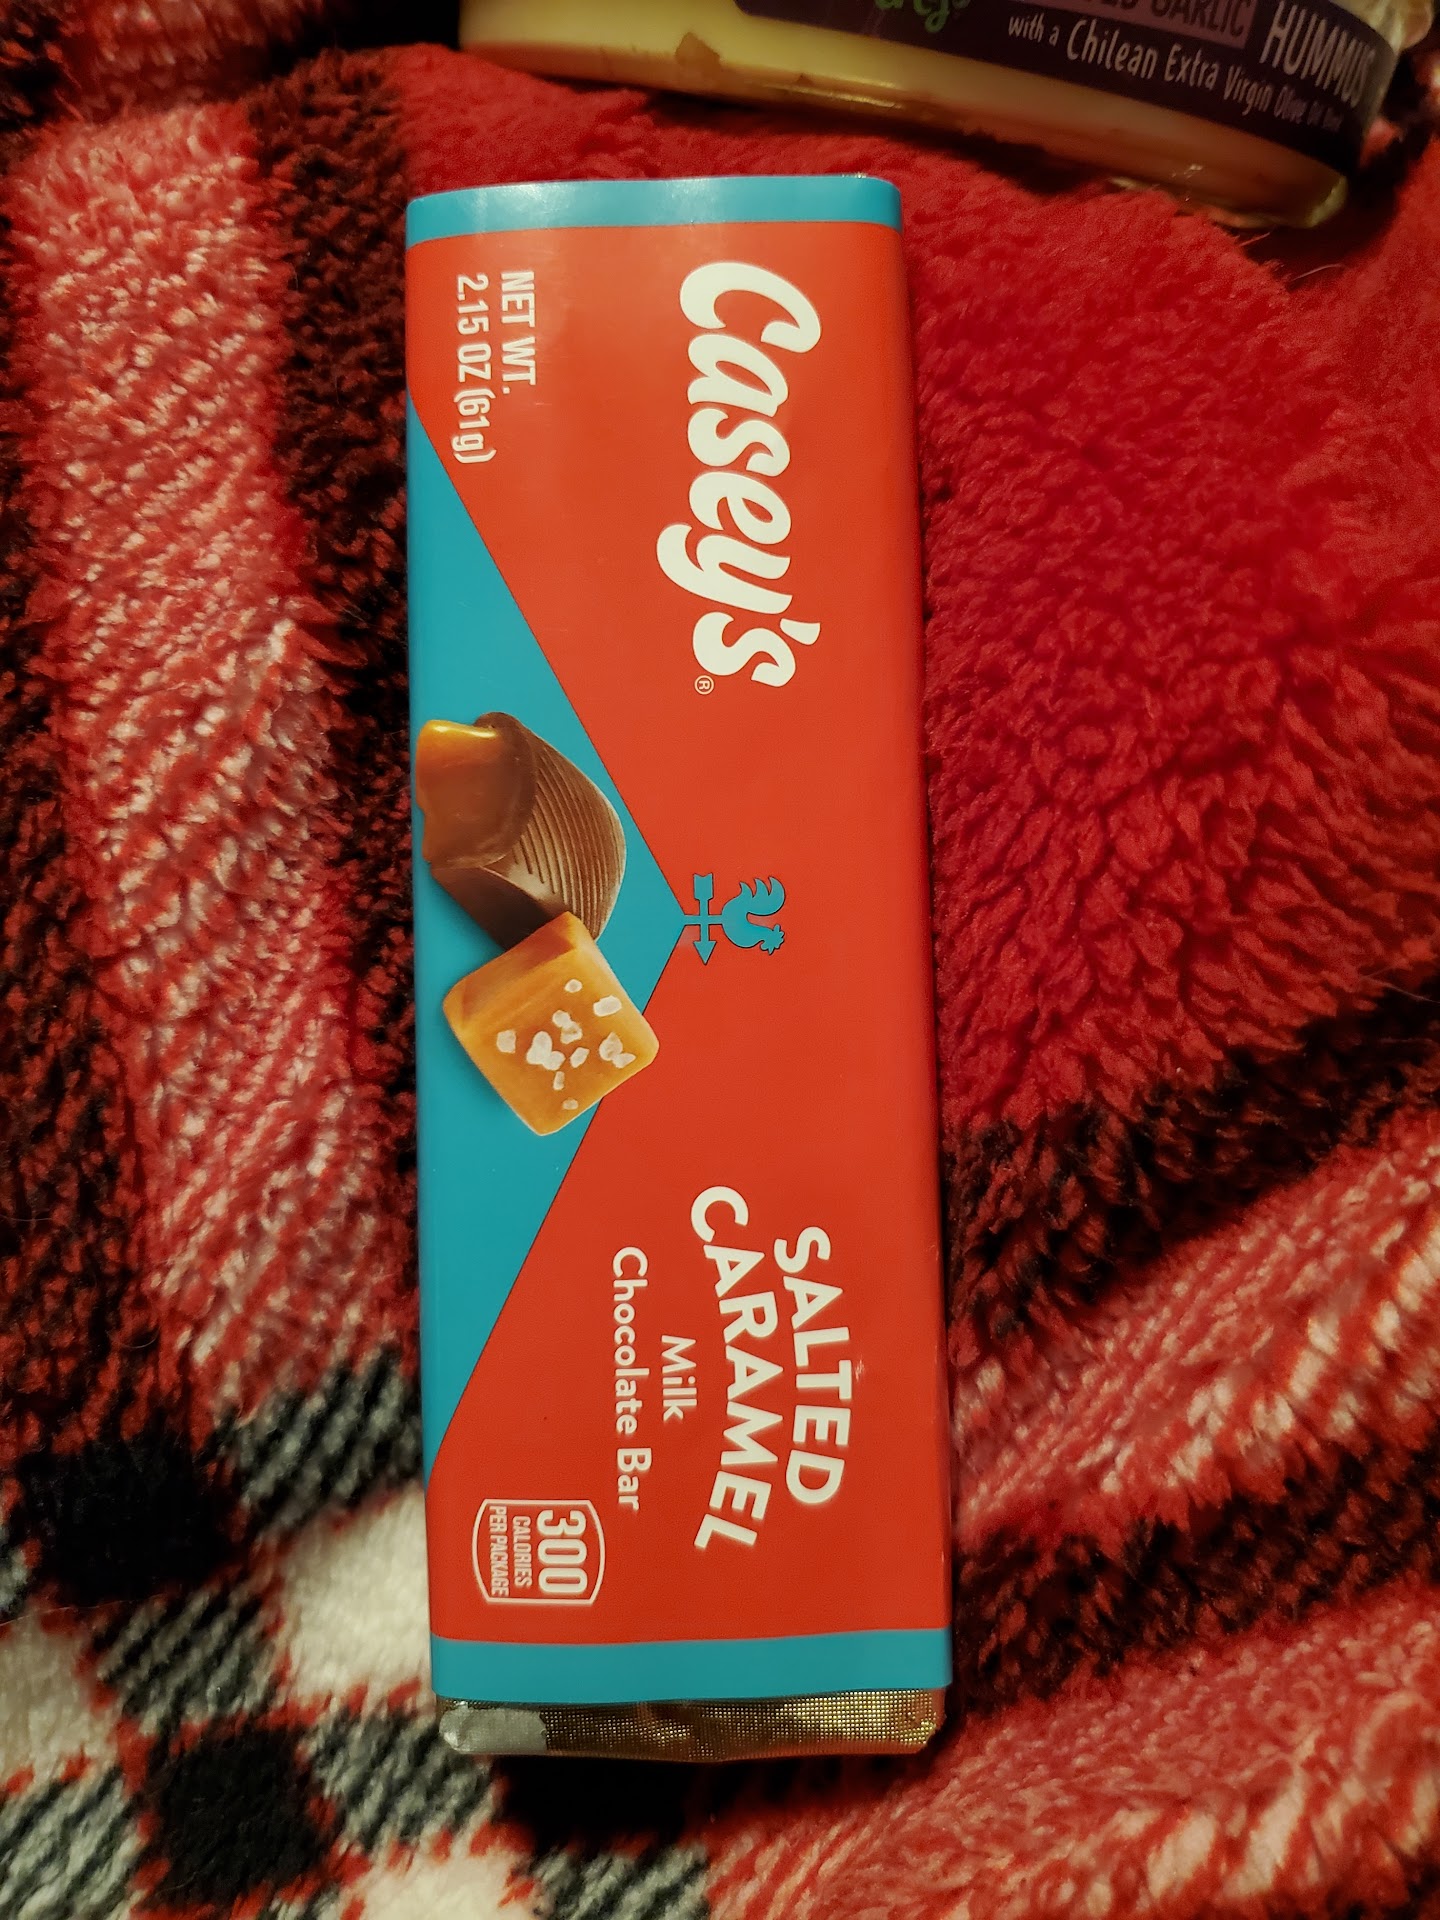 GARLIC
HUMMUS
with a Chilean Extra Virgin Olive Oil
Casey's®
NET WT.
2.15 OZ (61g)
SALTED
CARAMEL
Milk
Chocolate Bar
300
CALORIES
PER PACKAGE